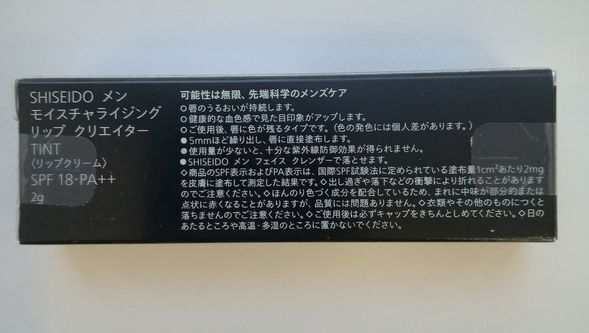 SHISEIDO メン
モイスチャライジング
リップ クリエイター
TINT
〈リップクリーム〉
SPF 18·PA++
2g
可能性は無限、先端科学のメンズケア
○唇のうるおいが持続します。
○健康的な血色感で見た目印象がアップします。
○ご使用後、唇に色が残るタイプです。（色の発色には個人差があります。）
●5mmほど繰り出し、唇に直接塗布します。
●使用量が少ないと、十分な紫外線防御効果が得られません。
●SHISEIDO メン フェイス クレンザーで落とせます。
◇商品のSPF表示およびPA表示は、国際SPF試験法に定められている塗布量1cm²あたり2mg
を皮膚に塗布して測定した結果です。◇出し過ぎや落下などの衝撃により折れることがあります
のでご注意ください。◇ほんのり色づく成分を配合しているため、まれに中味が部分的または
点状に赤くなることがありますが、品質には問題ありません。◇衣類やその他のものにつくと
落ちませんのでご注意ください。◇ご使用後は必ずキャップをきちんとしめてください。◇日の
あたるところや高温・多湿のところに置かないでください。